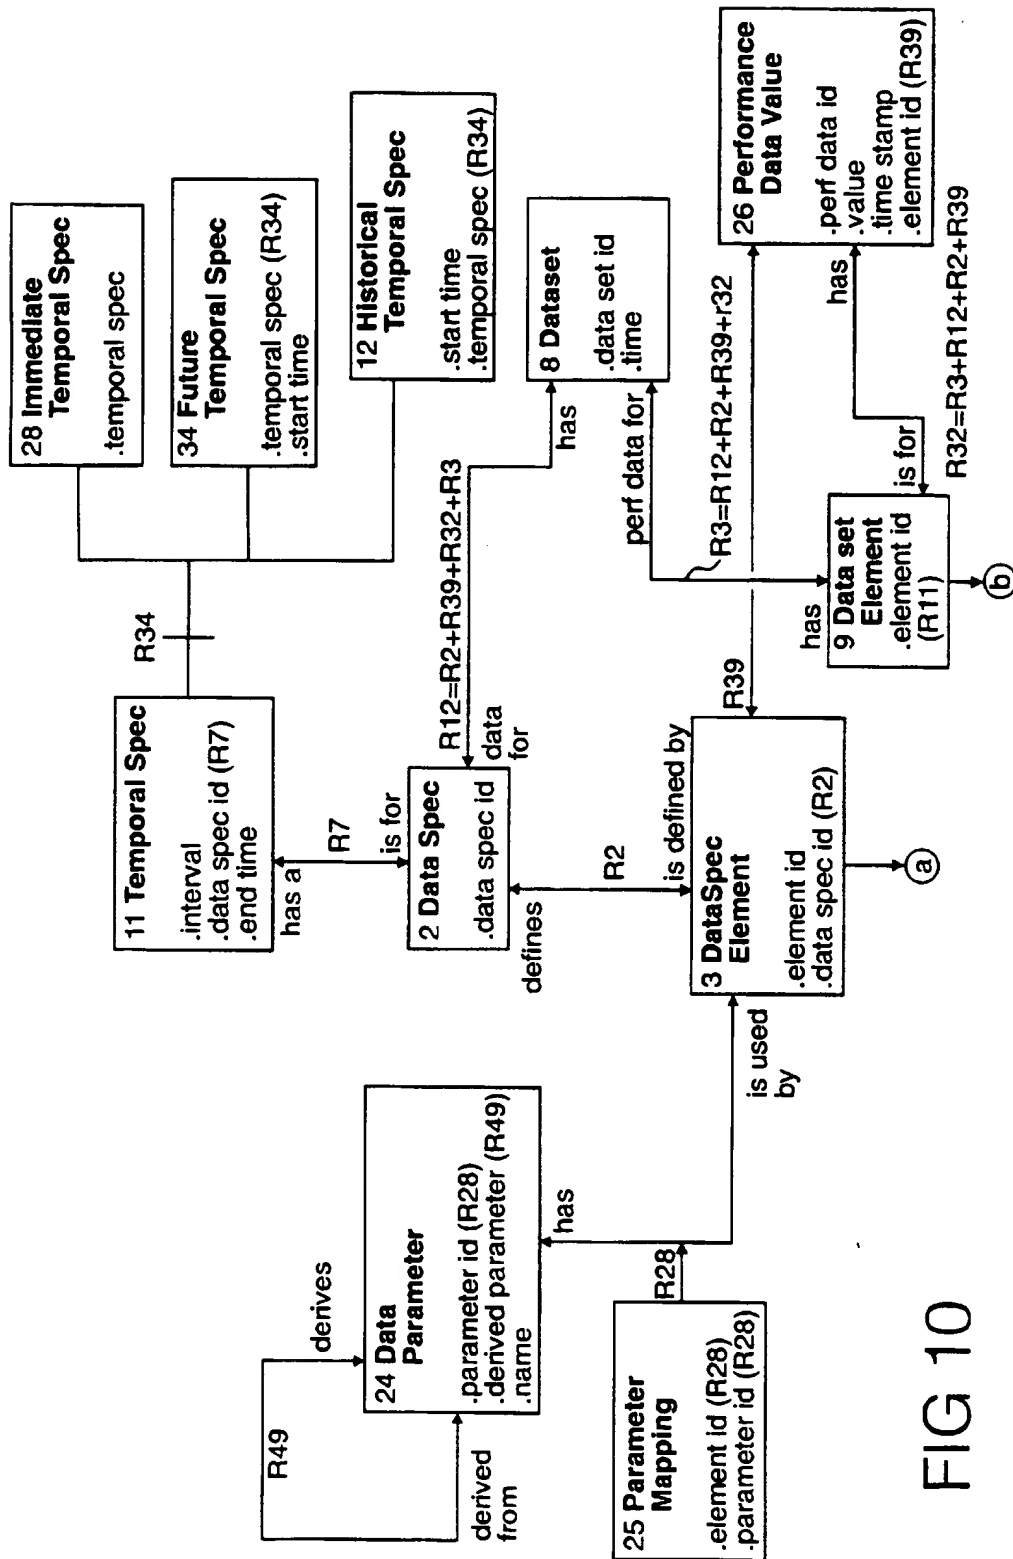 28 Immediate
Temporal Spec
.temporal spec
34 Future
Temporal Spec
.temporal spec (R34)
.start time
12 Historical
Temporal Spec
.start time
.temporal spec (R34)
R34
11 Temporal Spec
.interval
.data spec id (R7)
.end time
has a
R7
is for
2 Data Spec
.data spec id
R12=R2+R39+R32+R3
data
for
has
8 Dataset
.data set id
.time
perf data for
R3=R12+R2+R39+r32
has
9 Data set
Element
.element id
(R11)
b
is for
has
R32=R3+R12+R2+R39
26 Performance
Data Value
.perf data id
.value
.time stamp
.element id (R39)
R39
defines
R2
is defined by
3 DataSpec
Element
.element id
.data spec id (R2)
a
is used
by
R49
derives
derived
from
24 Data
Parameter
.parameter id (R28)
.derived parameter (R49)
.name
has
R28
25 Parameter
Mapping
.element id (R28)
.parameter id (R28)
FIG 10